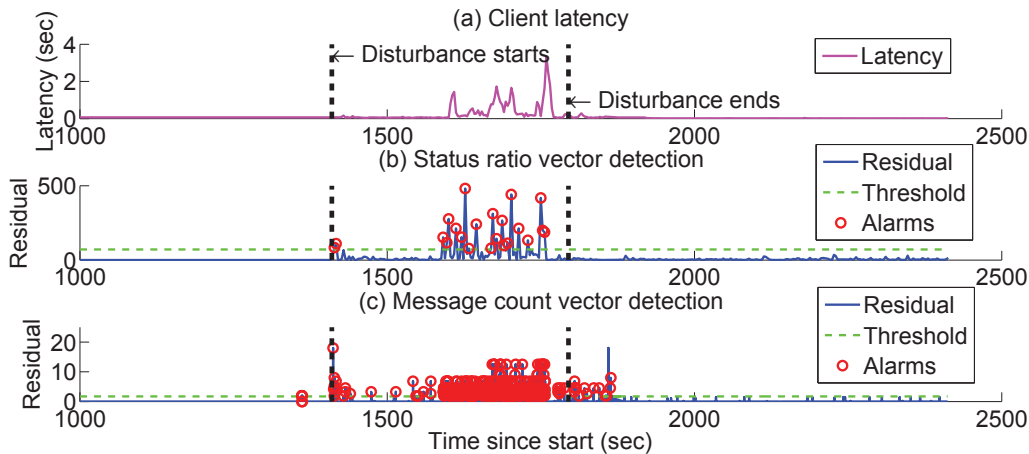 (a) Client latency
Latency (sec)
4
2
0
← Disturbance starts
← Disturbance ends
Latency
1000 1500 2000 2500
(b) Status ratio vector detection
Residual
500
0
Residual
Threshold
Alarms
1000 1500 2000 2500
(c) Message count vector detection
Residual
20
10
0
Residual
Threshold
Alarms
1000 1500 2000 2500
Time since start (sec)